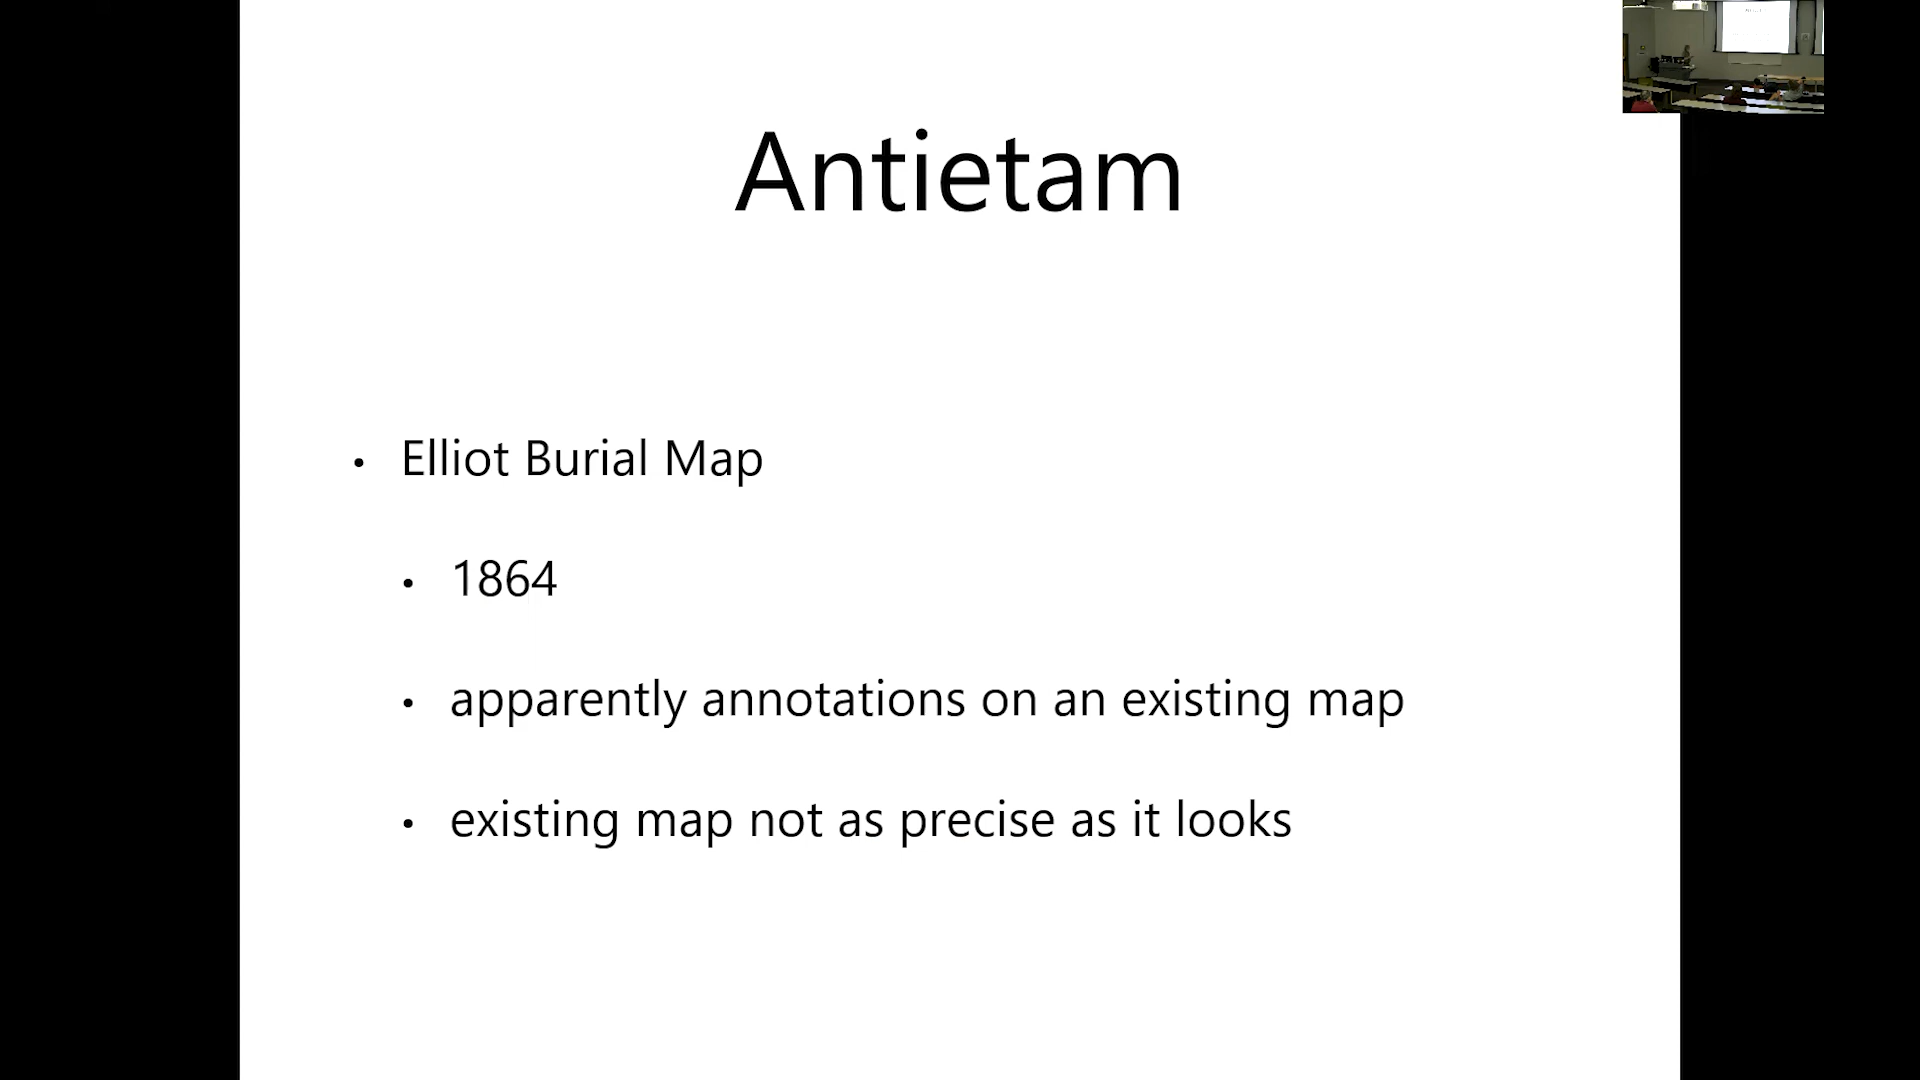 Antietam
• Elliot Burial Map
• 1864
• apparently annotations on an existing map
• existing map not as precise as it looks